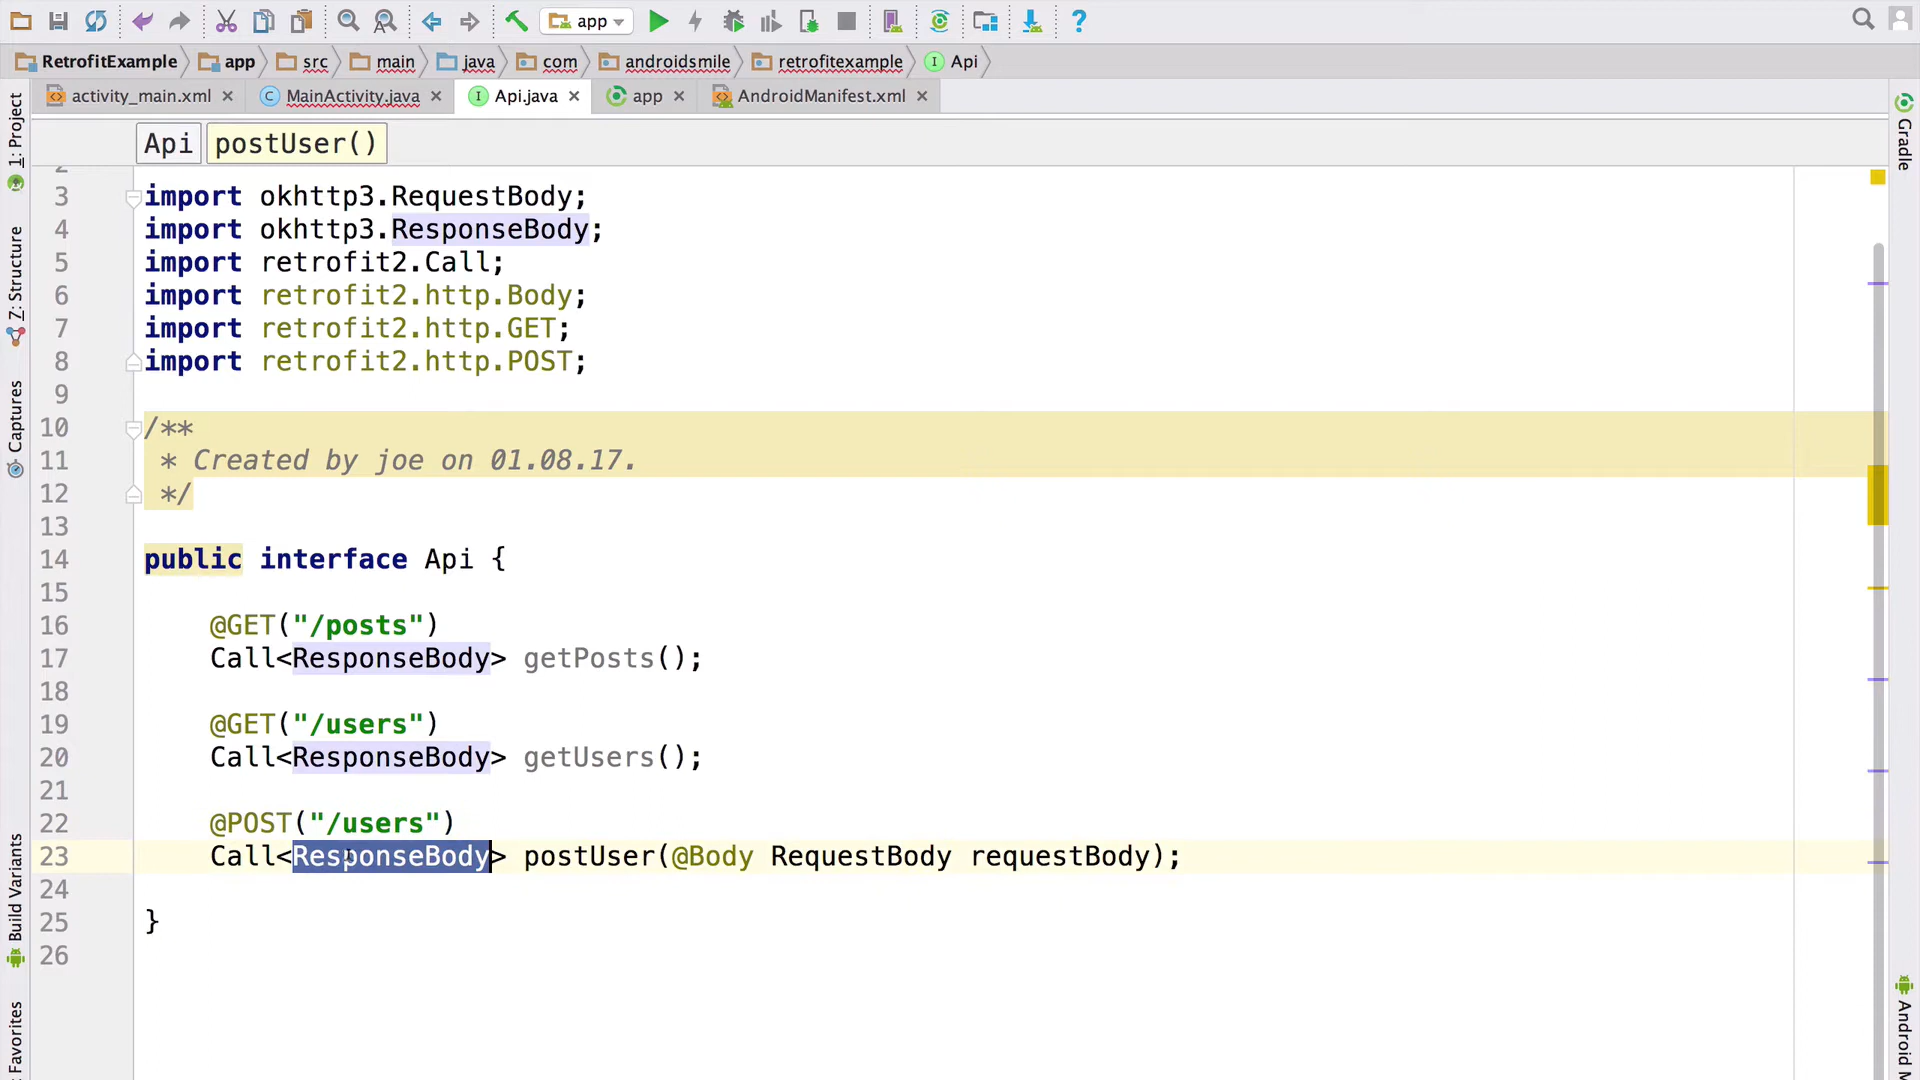 app
RetrofitExample app src main java com androidsmile retrofitexample Api
activity_main.xml MainActivity.java Api.java app AndroidManifest.xml
Api postUser()
1: Project
Z: Structure
Captures
Build Variants
Favorites
Gradle
Android M
2
3 import okhttp3.RequestBody;
4 import okhttp3.ResponseBody;
5 import retrofit2.Call;
6 import retrofit2.http.Body;
7 import retrofit2.http.GET;
8 import retrofit2.http.POST;
9
10 /**
11 * Created by joe on 01.08.17.
12 */
13
14 public interface Api {
15
16 @GET("/posts")
17 Call<ResponseBody> getPosts();
18
19 @GET("/users")
20 Call<ResponseBody> getUsers();
21
22 @POST("/users")
23 Call<ResponseBody> postUser(@Body RequestBody requestBody);
24
25 }
26